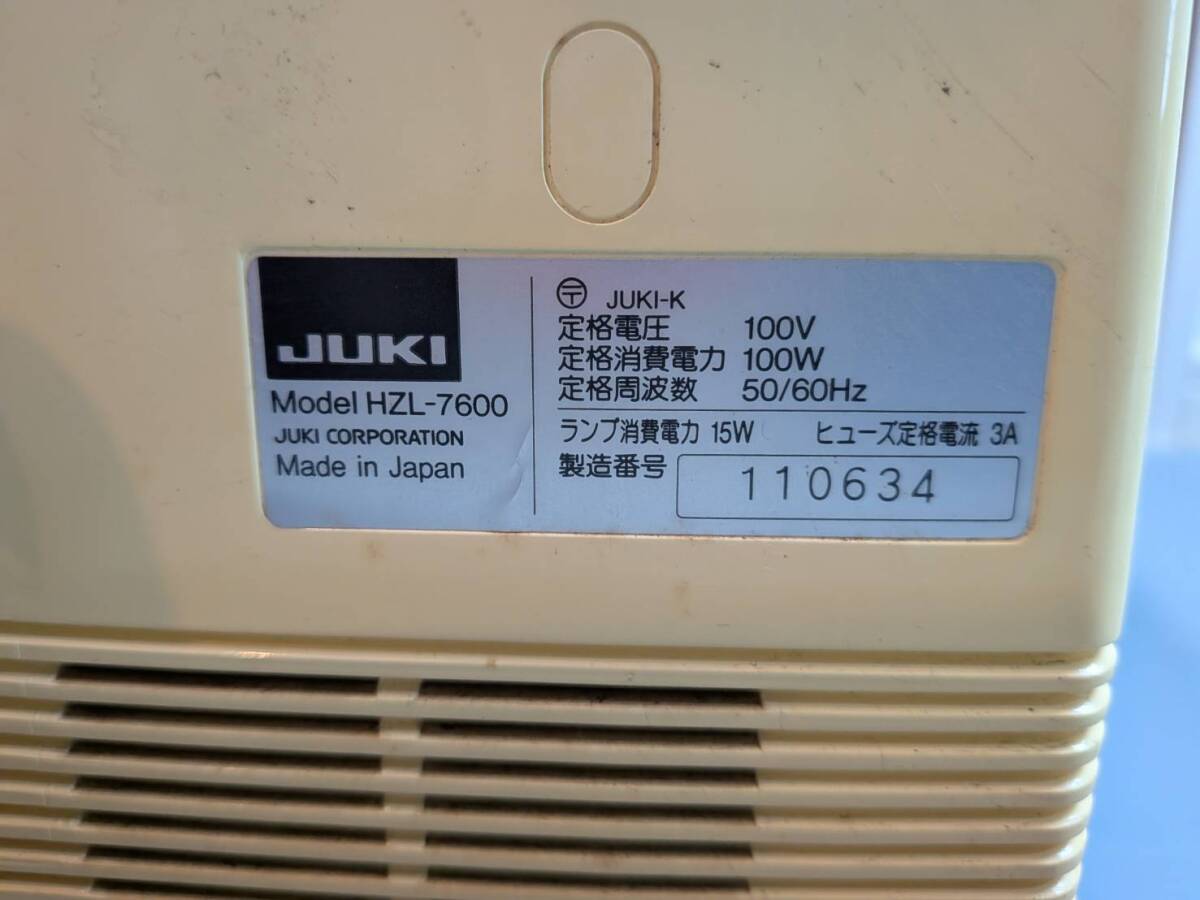 JUKI
Model HZL-7600
JUKI CORPORATION
Made in Japan
〶 JUKI-K
定格電圧 100V
定格消費電力 100W
定格周波数 50/60Hz
ランプ消費電力 15W ヒューズ定格電流 3A
製造番号 110634